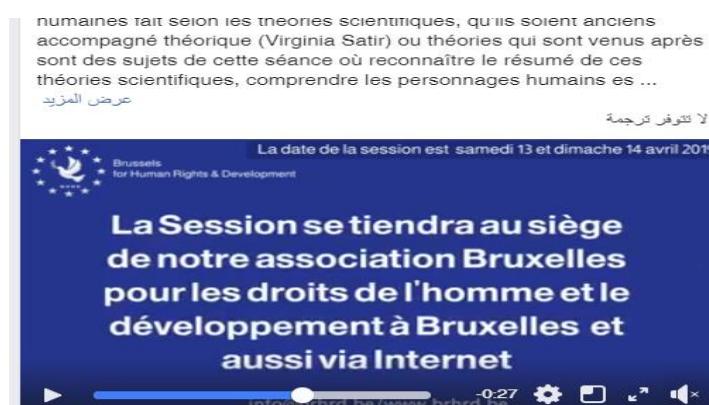 humaines fait selon les théories scientifiques, qu'ils soient anciens
accompagné théorique (Virginia Satir) ou théories qui sont venus après
sont des sujets de cette séance où reconnaître le résumé de ces
théories scientifiques, comprendre les personnages humains es ...
عرض المزيد
لا تتوفر ترجمة
La date de la session est samedi 13 et dimache 14 avril 2019
Brussels
for Human Rights & Development
La Session se tiendra au siège
de notre association Bruxelles
pour les droits de l'homme et le
développement à Bruxelles et
aussi via Internet
-0:27